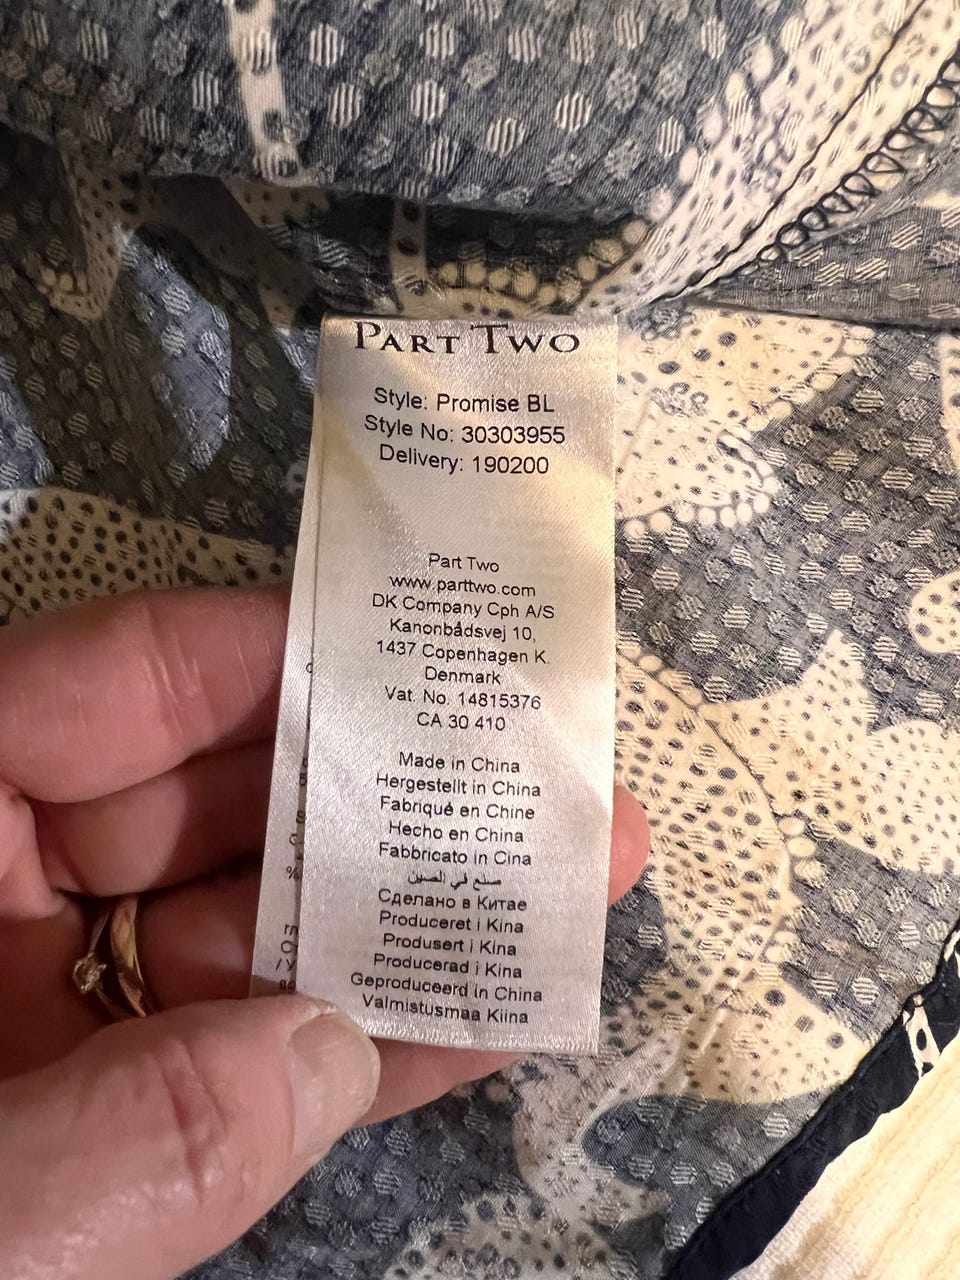 PART TWO
Style: Promise BL
Style No: 30303955
Delivery: 190200
Part Two
www.parttwo.com
DK Company Cph A/S
Kanonbådsvej 10,
1437 Copenhagen K.
Denmark
Vat. No. 14815376
CA 30 410
Made in China
Hergestellt in China
Fabriqué en Chine
Hecho en China
Fabbricato in Cina
صنع في الصين
Сделано в Китае
Produceret i Kina
Produsert i Kina
Producerad i Kina
Geproduceerd in China
Valmistusmaa Kiina